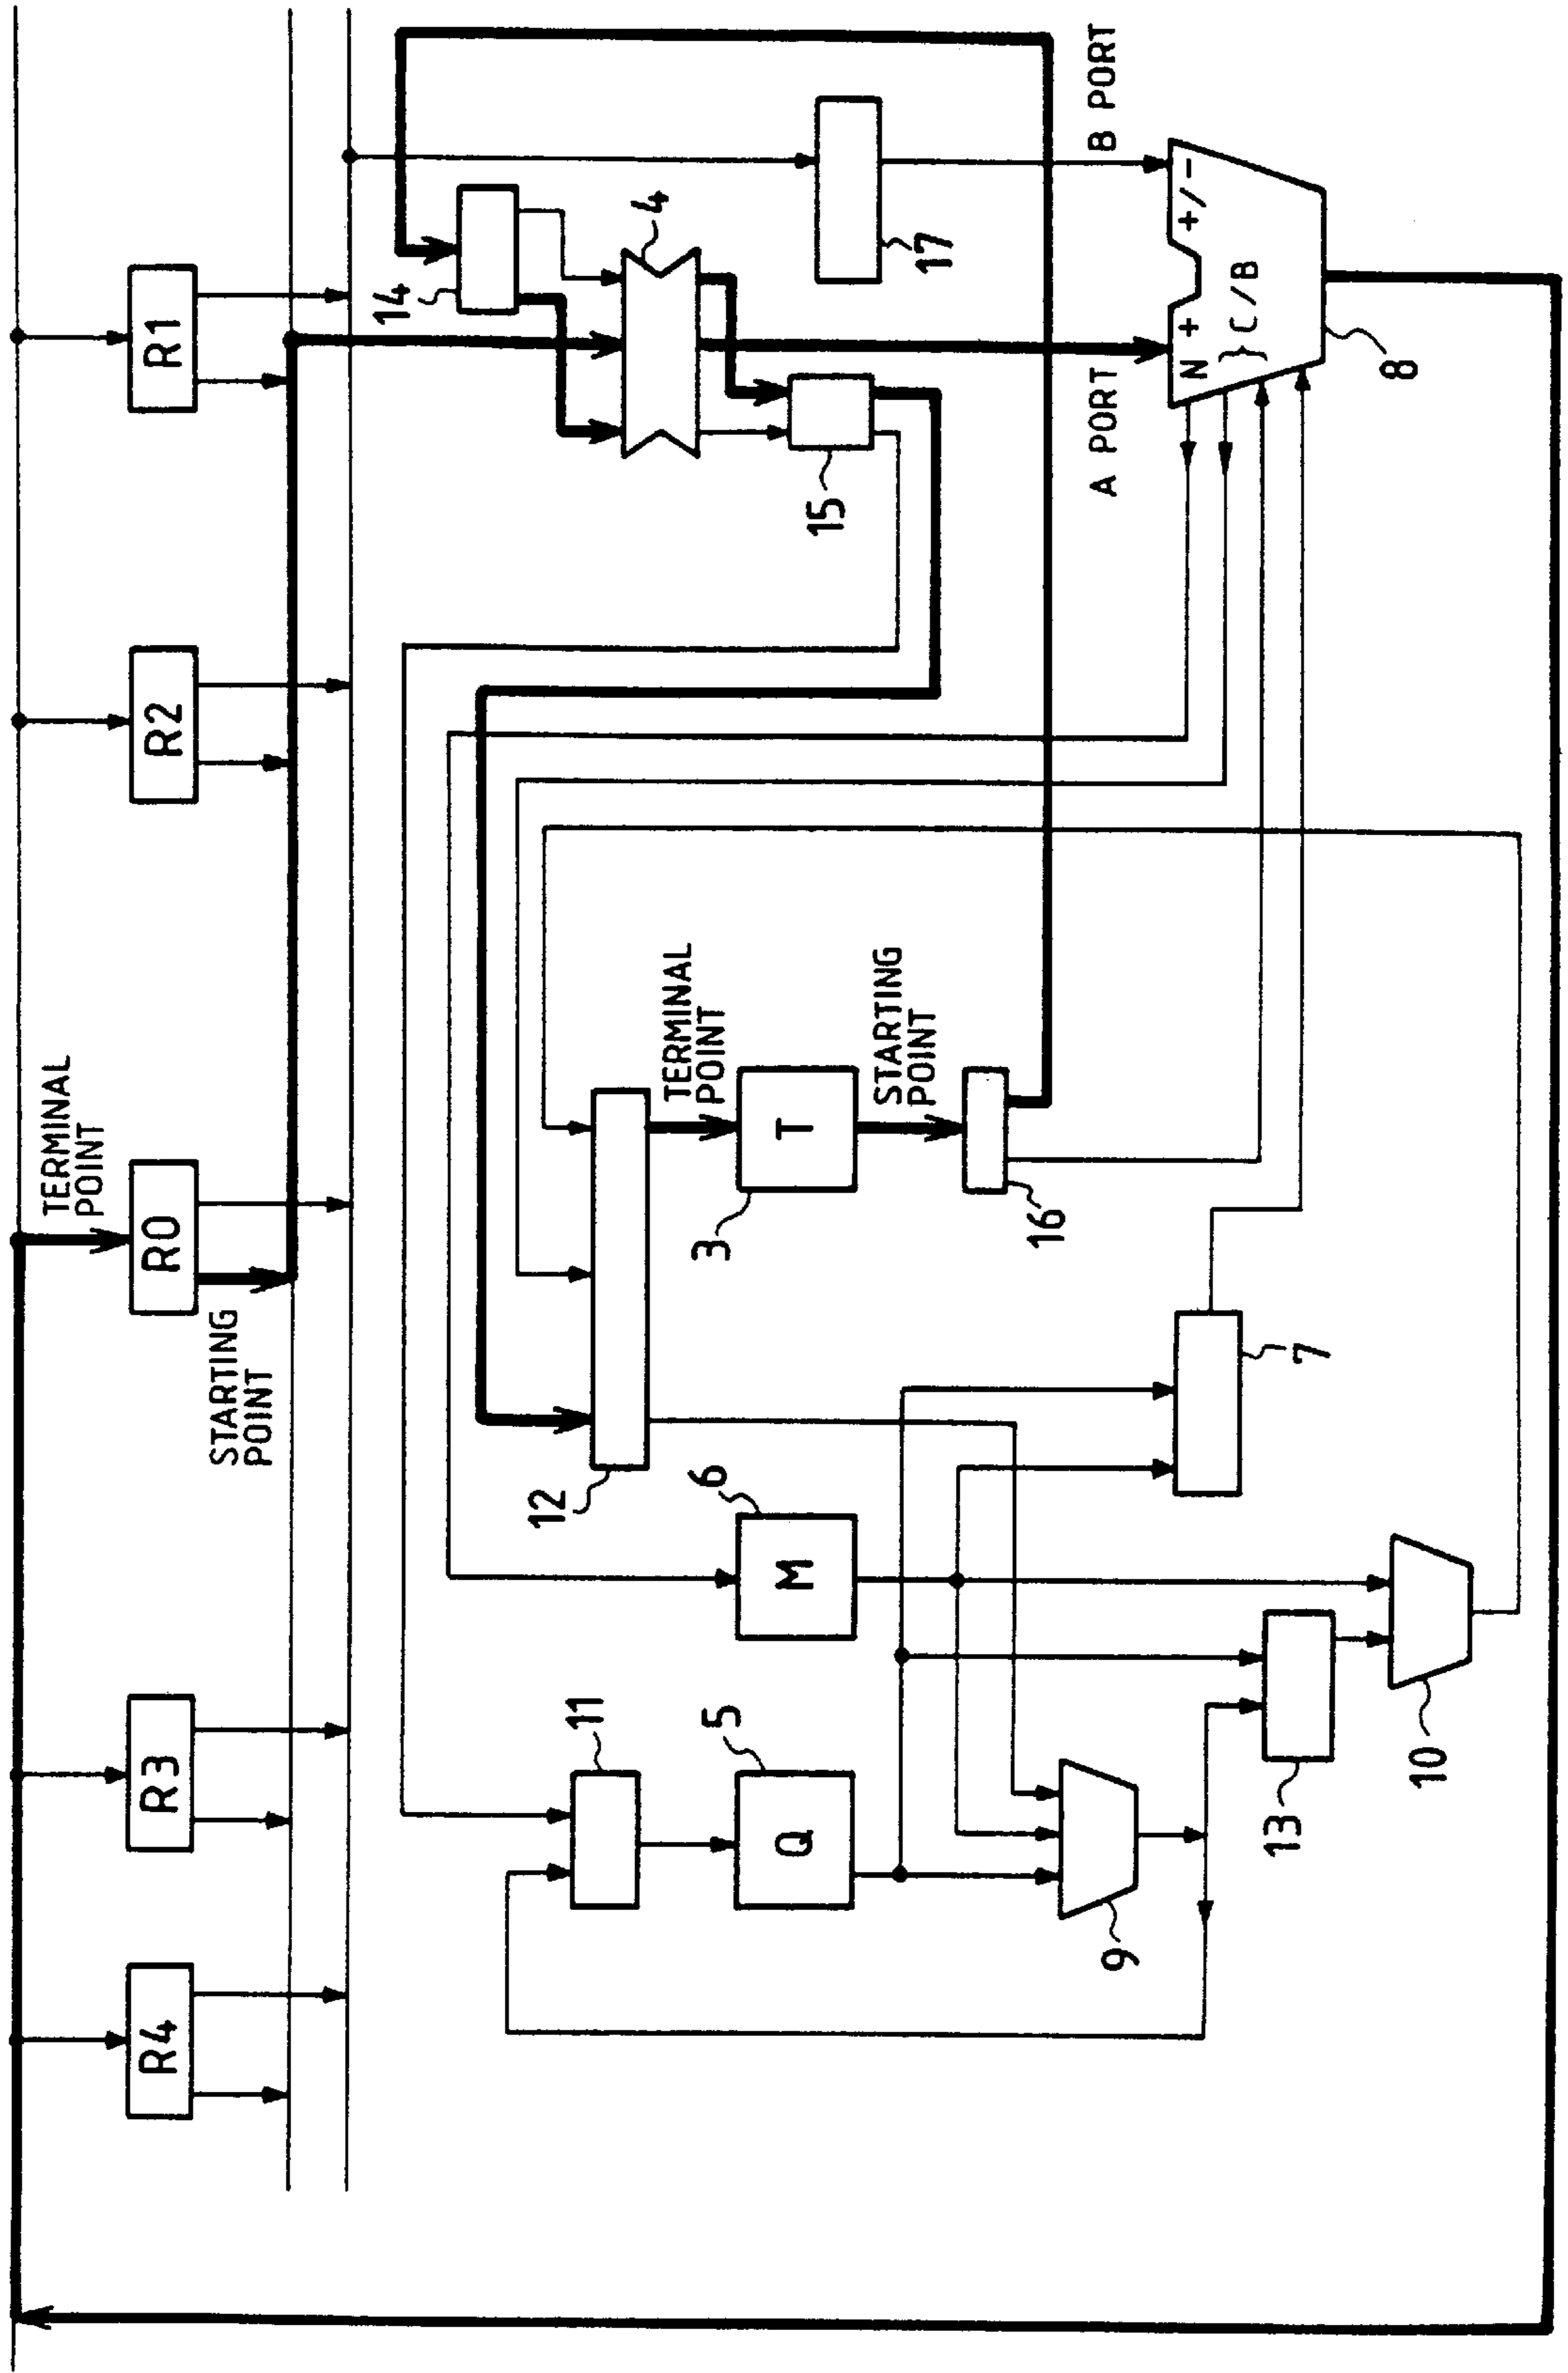 R4
R3
R0
R2
R1
TERMINAL
POINT
STARTING
POINT
14
4
17
15
B PORT
A PORT
N + +/-
} C/B
8
12
TERMINAL
POINT
T
3
STARTING
POINT
16
6
M
7
11
5
Q
9
13
10